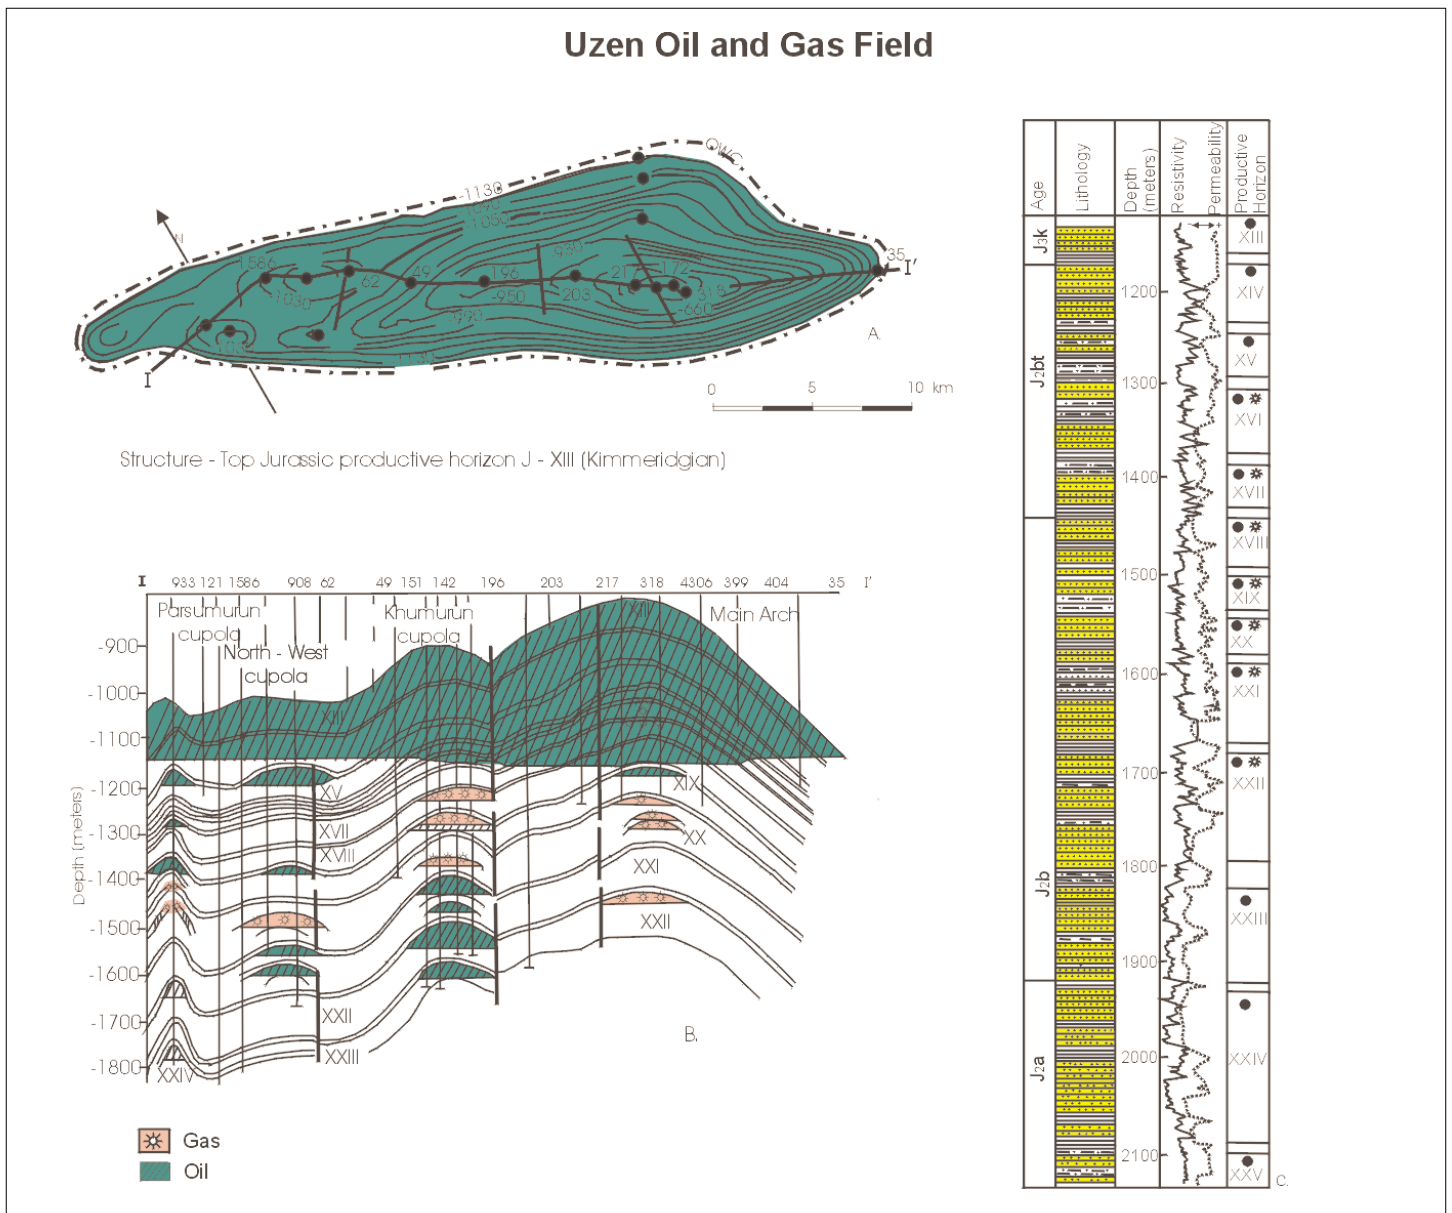 Uzen Oil and Gas Field
OWC
-1130
-1090
-1050
N
1586
-1030
62
49
196
-950
-990
930
203
217
172
318
-660
35
I'
I
A.
0 5 10 km
Structure - Top Jurassic productive horizon J - XIII (Kimmeridgian)
I 933 121 1586 908 62 49 151 142 196 203 217 318 4306 399 404 35 I'
Parsumurun
cupola
North - West
cupola
Khumurun
cupola
Main Arch
XIII
XIII
Depth (meters)
-900
-1000
-1100
-1200
-1300
-1400
-1500
-1600
-1700
-1800
XV
XVII
XVIII
XXII
XXIII
XXIV
XIX
XX
XXI
XXII
B.
Gas
Oil
Age
Lithology
Depth
(meters)
Resistivity
Permeability
Productive
Horizon
J3k
J2bt
J2b
J2a
1200
1300
1400
1500
1600
1700
1800
1900
2000
2100
XIII
XIV
XV
XVI
XVII
XVIII
XIX
XX
XXI
XXII
XXIII
XXIV
XXV
C.